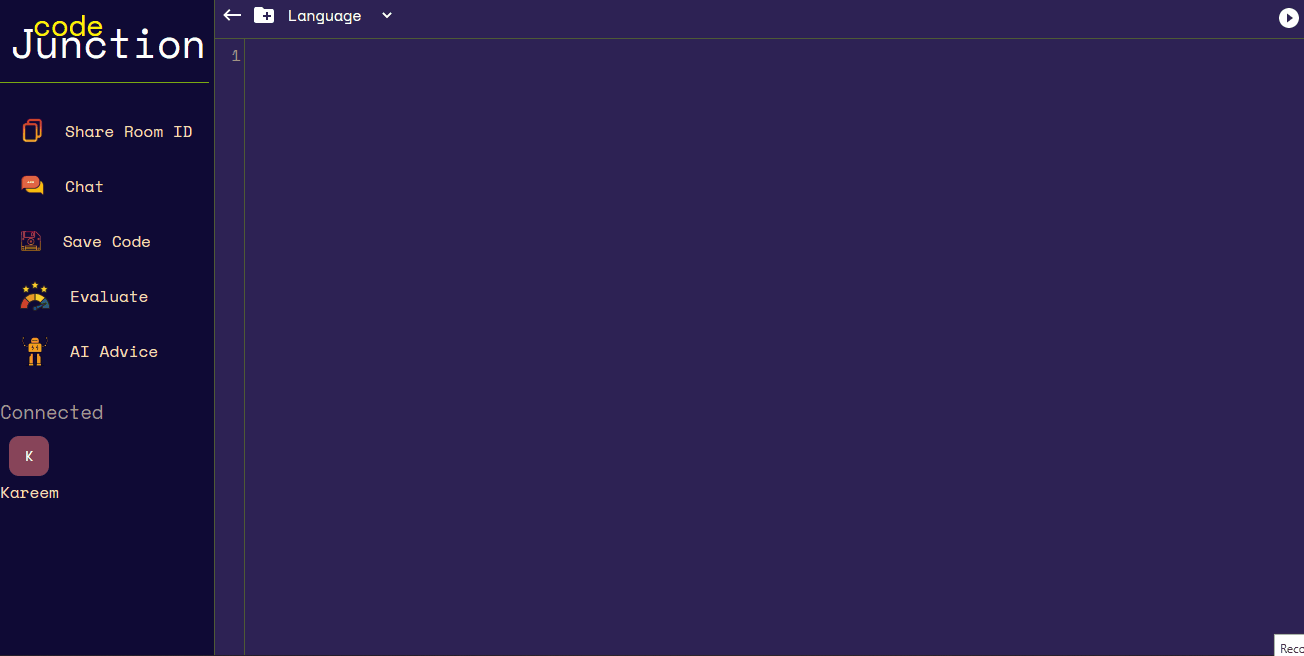 code
Junction
Language
1
Share Room ID
Chat
Save Code
Evaluate
AI Advice
Connected
K
Kareem
Reco